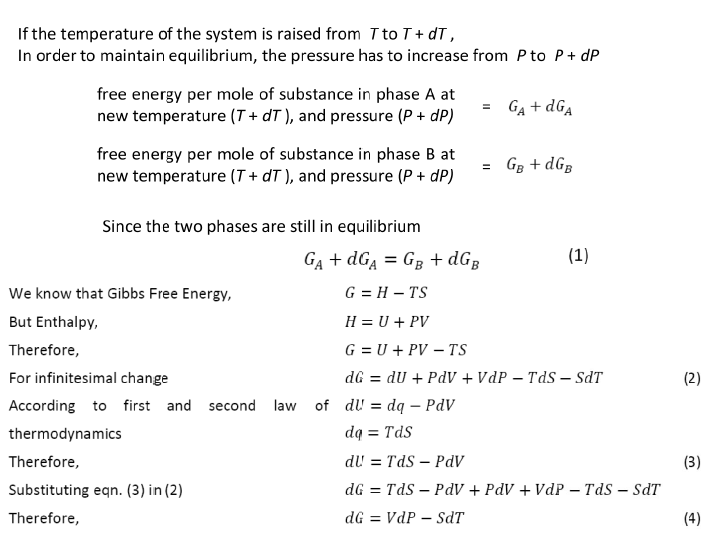 If the temperature of the system is raised from T to T + dT ,
In order to maintain equilibrium, the pressure has to increase from P to P + dP
free energy per mole of substance in phase A at
new temperature (T + dT ), and pressure (P + dP) = G_A + dG_A
free energy per mole of substance in phase B at
new temperature (T + dT ), and pressure (P + dP) = G_B + dG_B
Since the two phases are still in equilibrium
G_A + dG_A = G_B + dG_B (1)
We know that Gibbs Free Energy, G = H − TS
But Enthalpy, H = U + PV
Therefore, G = U + PV − TS
For infinitesimal change dG = dU + PdV + VdP − TdS − SdT (2)
According to first and second law of dU = dq − PdV
thermodynamics dq = TdS
Therefore, dU = TdS − PdV (3)
Substituting eqn. (3) in (2) dG = TdS − PdV + PdV + VdP − TdS − SdT
Therefore, dG = VdP − SdT (4)